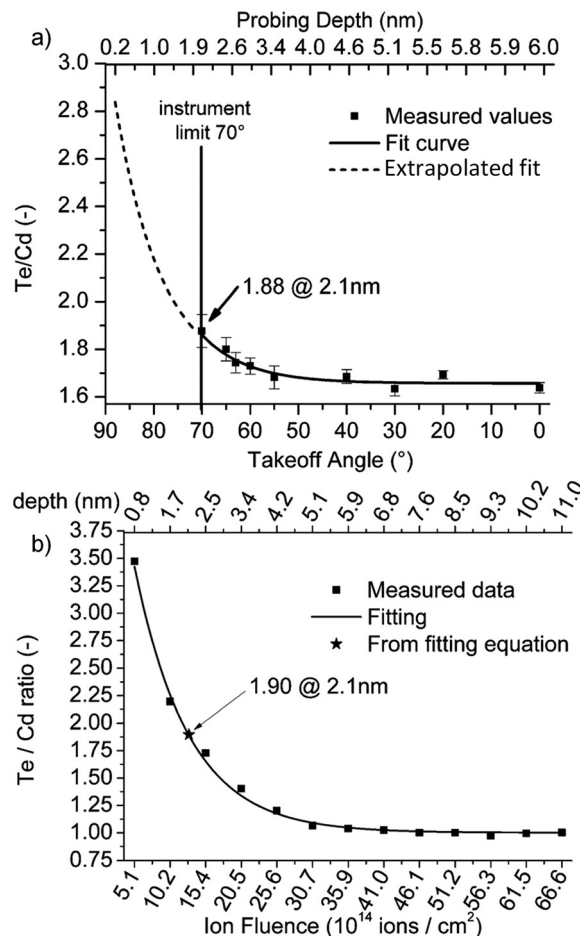 Probing Depth (nm)
0.2 1.0 2.0 2.6 3.4 4.0 4.6 5.1 5.5 5.8 5.9 6.0
a)
3.0
2.8
2.6
2.4
2.2
2.0
1.8
1.6
Te/Cd (-)
instrument
limit 70°
Measured values
Fit curve
Extrapolated fit
1.88 @ 2.1nm
90 80 70 60 50 40 30 20 10 0
Takeoff Angle (°)
depth (nm)
0.8 1.7 2.5 3.4 4.2 5.1 5.9 6.8 7.6 8.5 9.3 10.2 11.0
b)
3.75
3.50
3.25
3.00
2.75
2.50
2.25
2.00
1.75
1.50
1.25
1.00
0.75
Te / Cd ratio (-)
Measured data
Fitting
From fitting equation
1.90 @ 2.1nm
5.1 10.2 15.4 20.5 25.6 30.7 35.9 41.0 46.1 51.2 56.3 61.5 66.6
Ion Fluence (10¹⁴ ions / cm²)